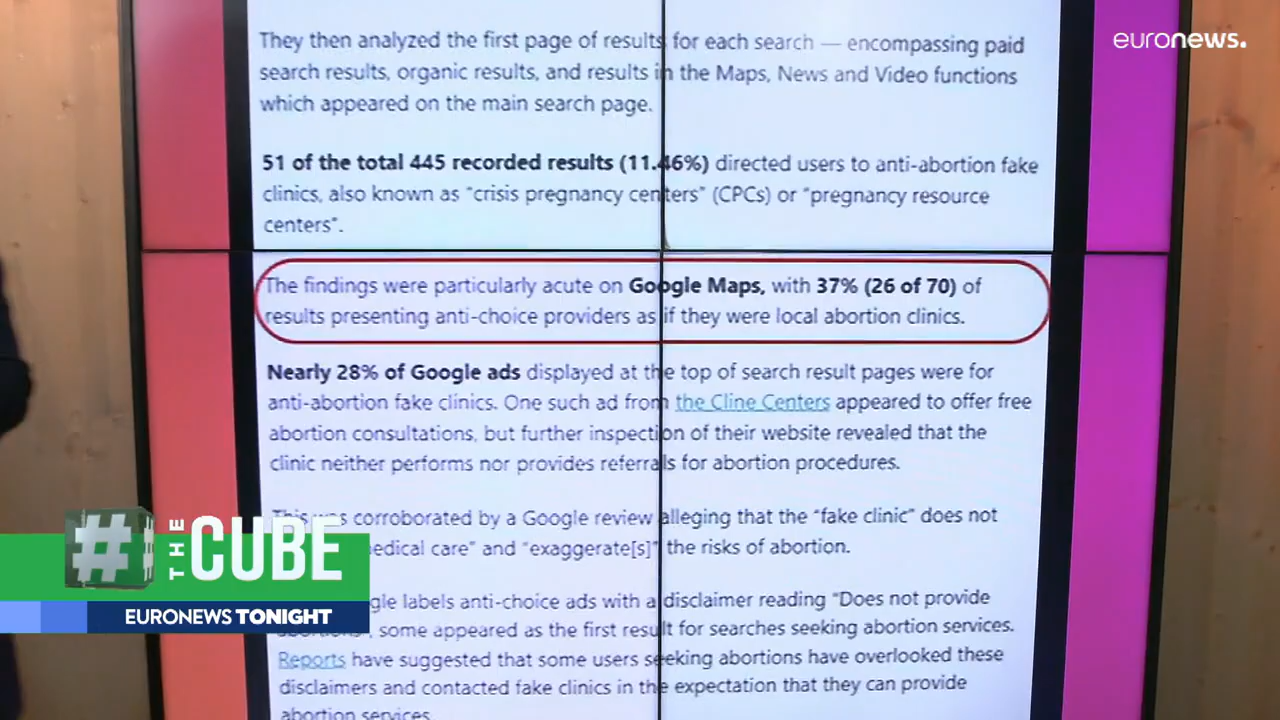 euronews.
They then analyzed the first page of results for each search — encompassing paid
search results, organic results, and results in the Maps, News and Video functions
which appeared on the main search page.
51 of the total 445 recorded results (11.46%) directed users to anti-abortion fake
clinics, also known as “crisis pregnancy centers” (CPCs) or “pregnancy resource
centers”.
The findings were particularly acute on Google Maps, with 37% (26 of 70) of
results presenting anti-choice providers as if they were local abortion clinics.
Nearly 28% of Google ads displayed at the top of search result pages were for
anti-abortion fake clinics. One such ad from the Cline Centers appeared to offer free
abortion consultations, but further inspection of their website revealed that the
clinic neither performs nor provides referrals for abortion procedures.
This was corroborated by a Google review alleging that the “fake clinic” does not
medical care” and “exaggerate[s]” the risks of abortion.
gle labels anti-choice ads with a disclaimer reading “Does not provide
some appeared as the first result for searches seeking abortion services.
Reports have suggested that some users seeking abortions have overlooked these
disclaimers and contacted fake clinics in the expectation that they can provide
abortion services.
# THE CUBE
EURONEWS TONIGHT